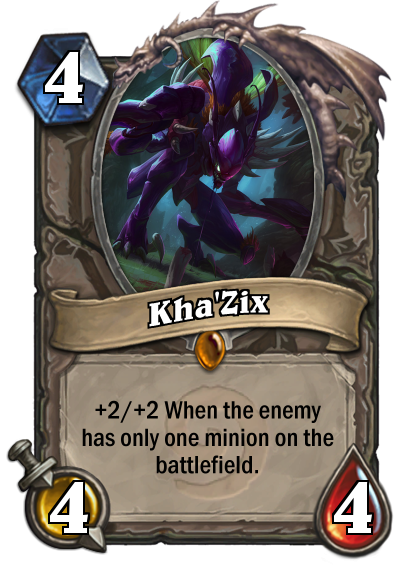 4
Kha'Zix
+2/+2 When the enemy
has only one minion on the
battlefield.
4
4